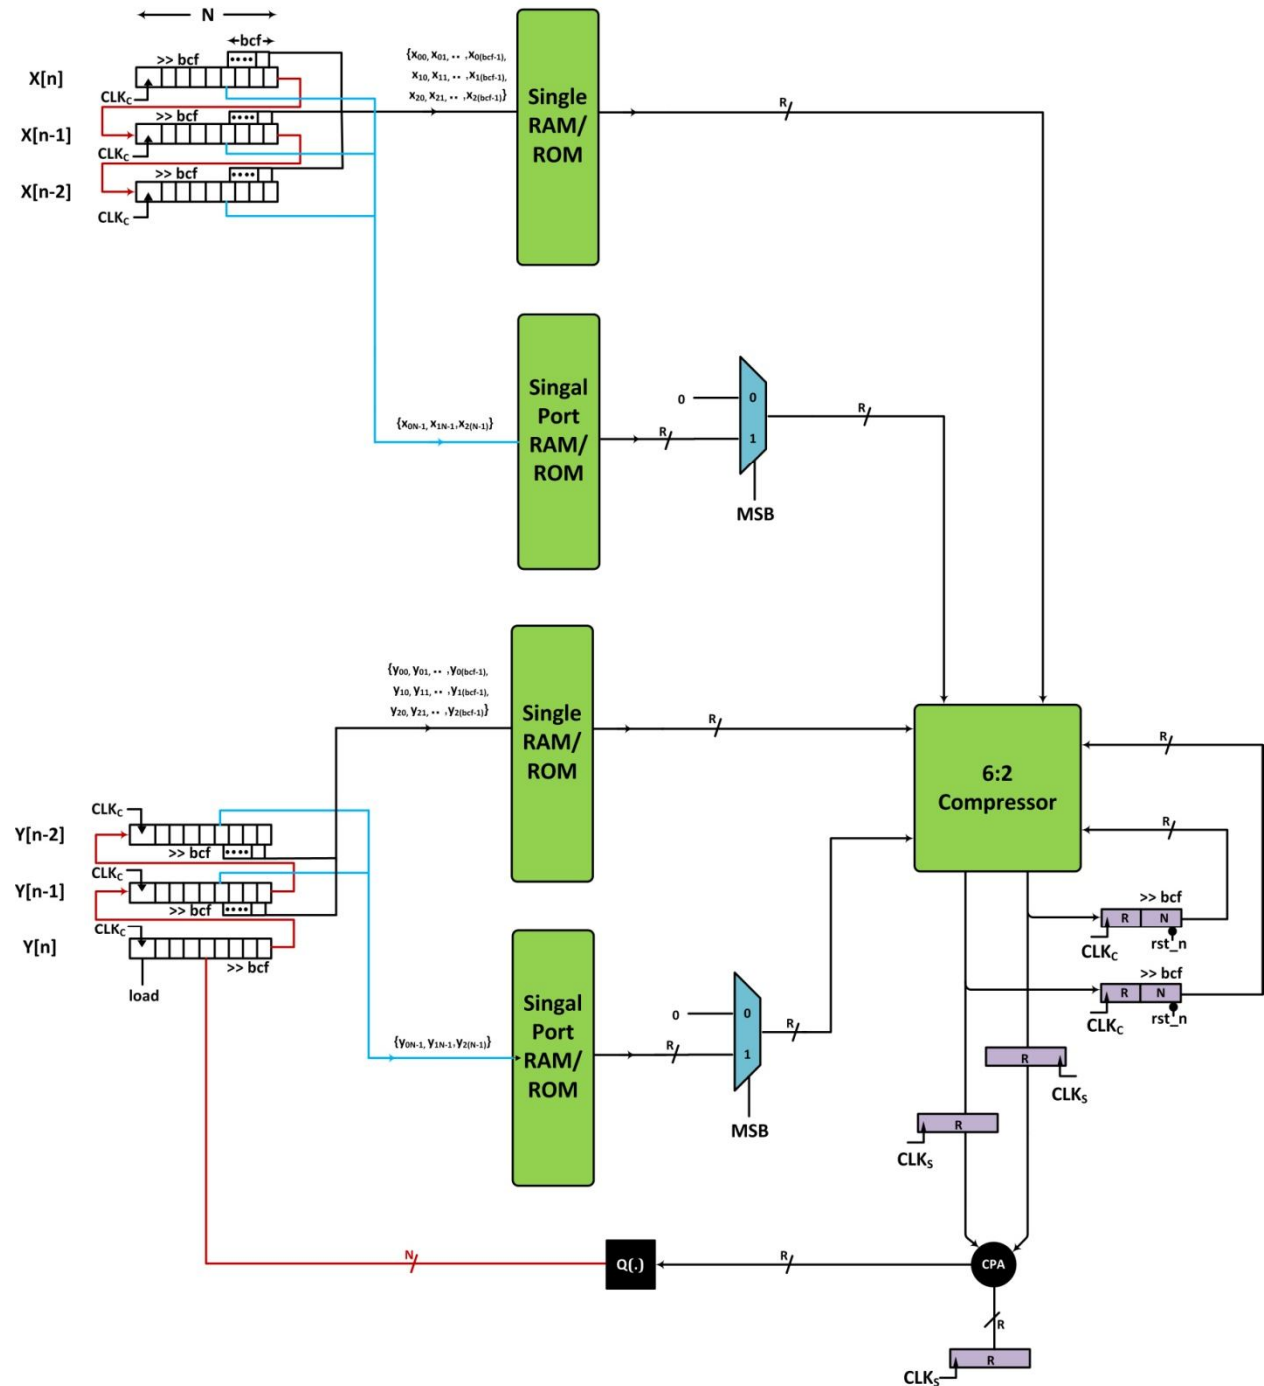 N
bcf
>> bcf
X[n]
CLKC
>> bcf
X[n-1]
CLKC
>> bcf
X[n-2]
CLKC
{x00, x01, .. ,x0(bcf-1),
x10, x11, .. ,x1(bcf-1),
x20, x21, .. ,x2(bcf-1)}
Single
RAM/
ROM
R
{x0N-1, x1N-1,x2(N-1)}
Singal
Port
RAM/
ROM
R
0
0
1
MSB
R
{y00, y01, .. ,y0(bcf-1),
y10, y11, .. ,y1(bcf-1),
y20, y21, .. ,y2(bcf-1)}
Single
RAM/
ROM
R
6:2
Compressor
R
R
CLKC
Y[n-2]
>> bcf
CLKC
Y[n-1]
>> bcf
CLKC
Y[n]
>> bcf
load
{y0N-1, y1N-1,y2(N-1)}
Singal
Port
RAM/
ROM
R
0
0
1
MSB
R
>> bcf
R N
CLKC
rst_n
>> bcf
R N
CLKC
rst_n
R
CLKS
R
CLKS
CPA
R
Q(.)
N
R
R
CLKS